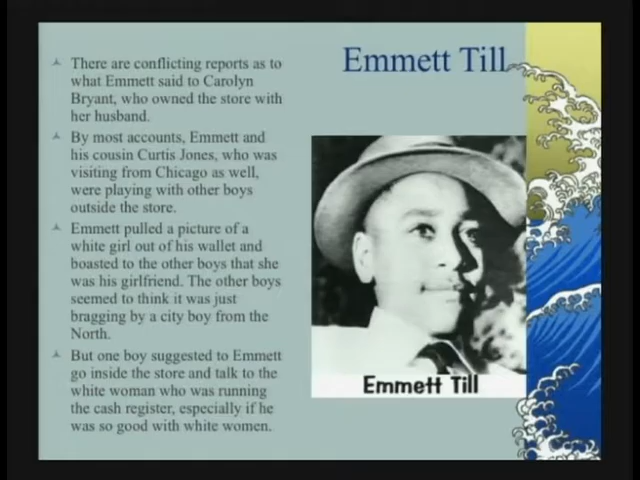 Emmett Till
There are conflicting reports as to
what Emmett said to Carolyn
Bryant, who owned the store with
her husband.
By most accounts, Emmett and
his cousin Curtis Jones, who was
visiting from Chicago as well,
were playing with other boys
outside the store.
Emmett pulled a picture of a
white girl out of his wallet and
boasted to the other boys that she
was his girlfriend. The other boys
seemed to think it was just
bragging by a city boy from the
North.
But one boy suggested to Emmett
go inside the store and talk to the
white woman who was running
the cash register, especially if he
was so good with white women.
Emmett Till